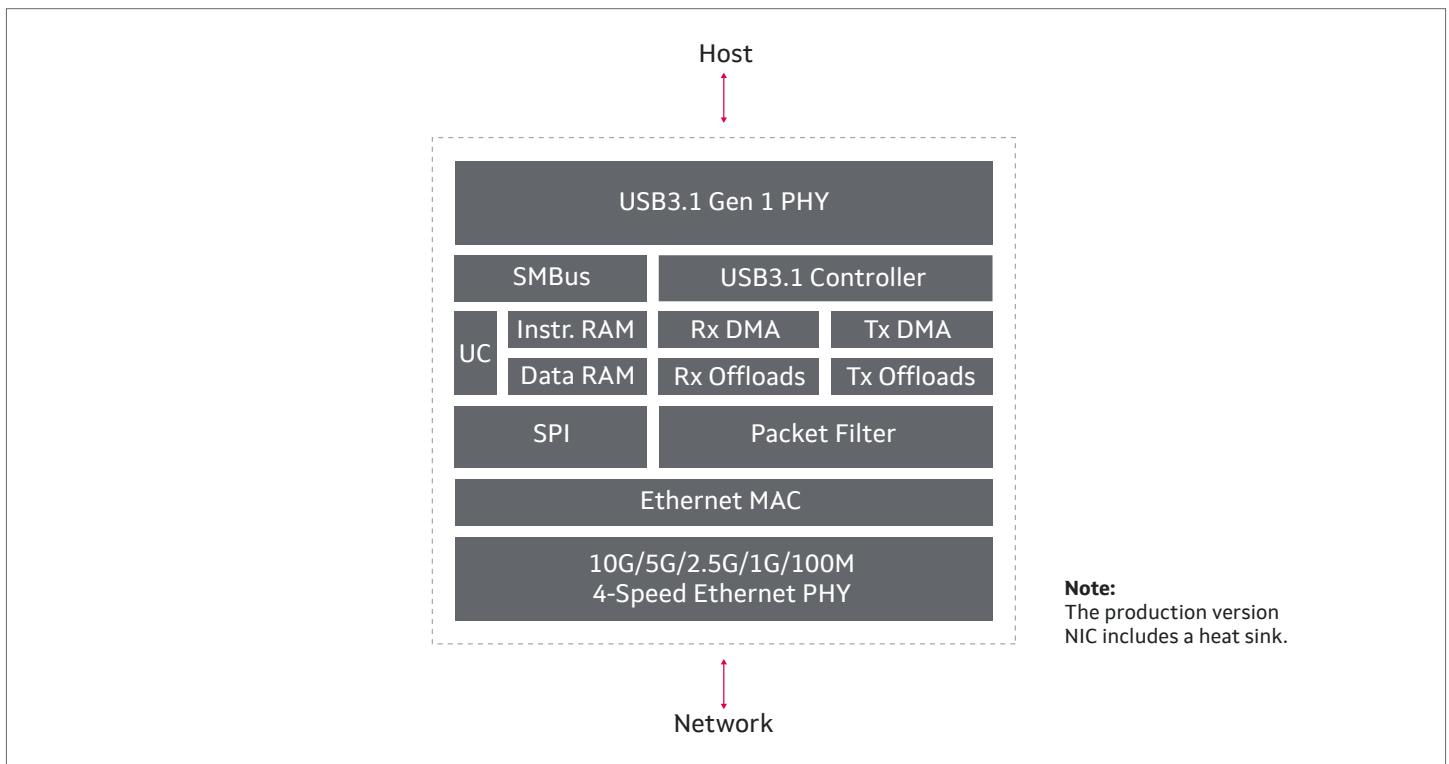 Host
USB3.1 Gen 1 PHY
SMBus
USB3.1 Controller
UC
Instr. RAM
Rx DMA
Tx DMA
Data RAM
Rx Offloads
Tx Offloads
SPI
Packet Filter
Ethernet MAC
10G/5G/2.5G/1G/100M
4-Speed Ethernet PHY
Note:
The production version
NIC includes a heat sink.
Network